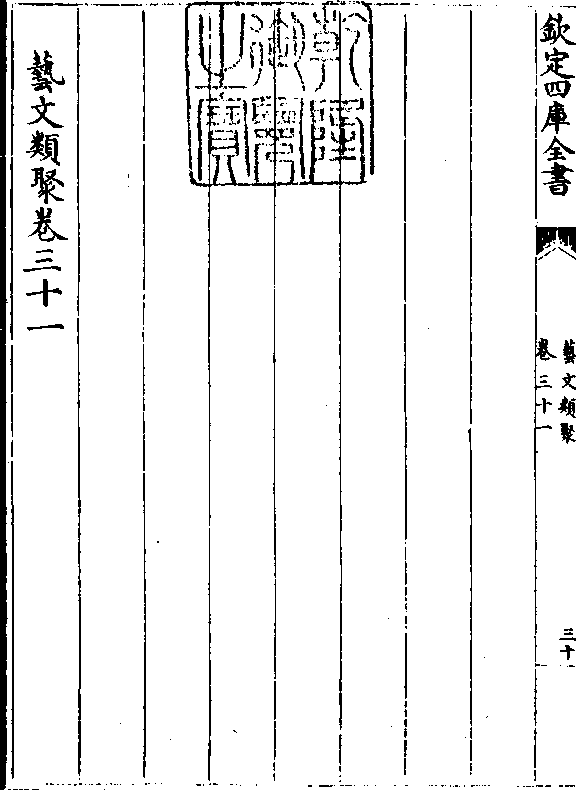 欽定四庫全書
藝文類聚
卷三十一
三十
乾隆御覽之寶
藝文類聚卷三十一